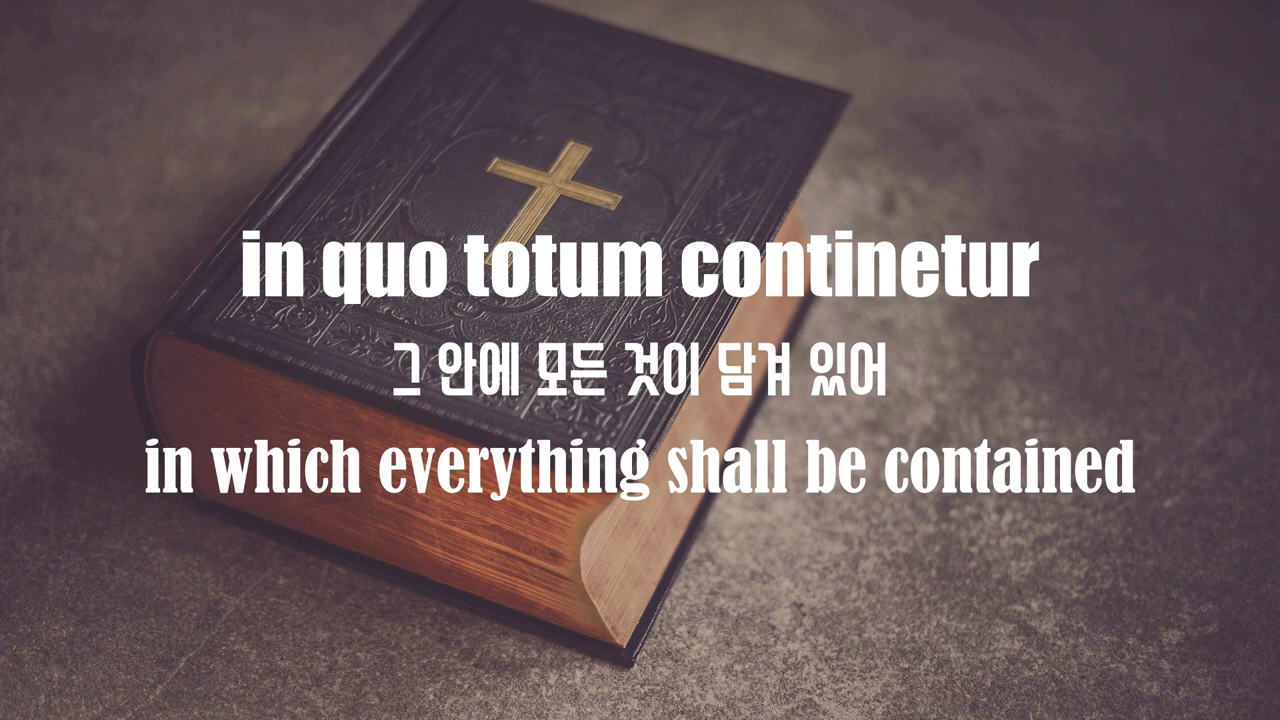 in quo totum continetur
그 안에 모든 것이 담겨 있어
in which everything shall be contained